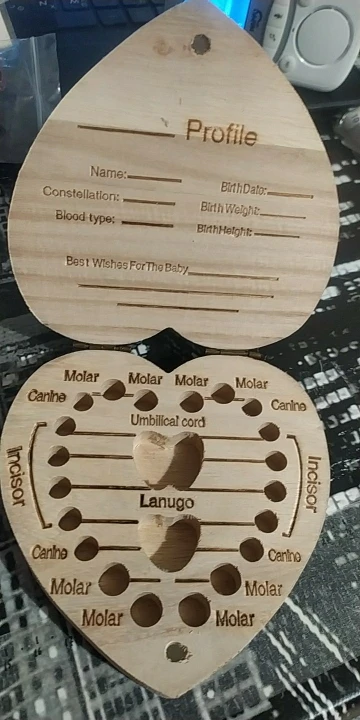 Profile
Name:
BirthDato:
Constellation:
Birth Weight:
Blood type:
BirthHeight:
Best Wishes For The Baby
Molar Molar Molar Molar
Canine Canine
Umbilical cord
Incisor Incisor
Lanugo
Canine Canine
Molar Molar
Molar Molar